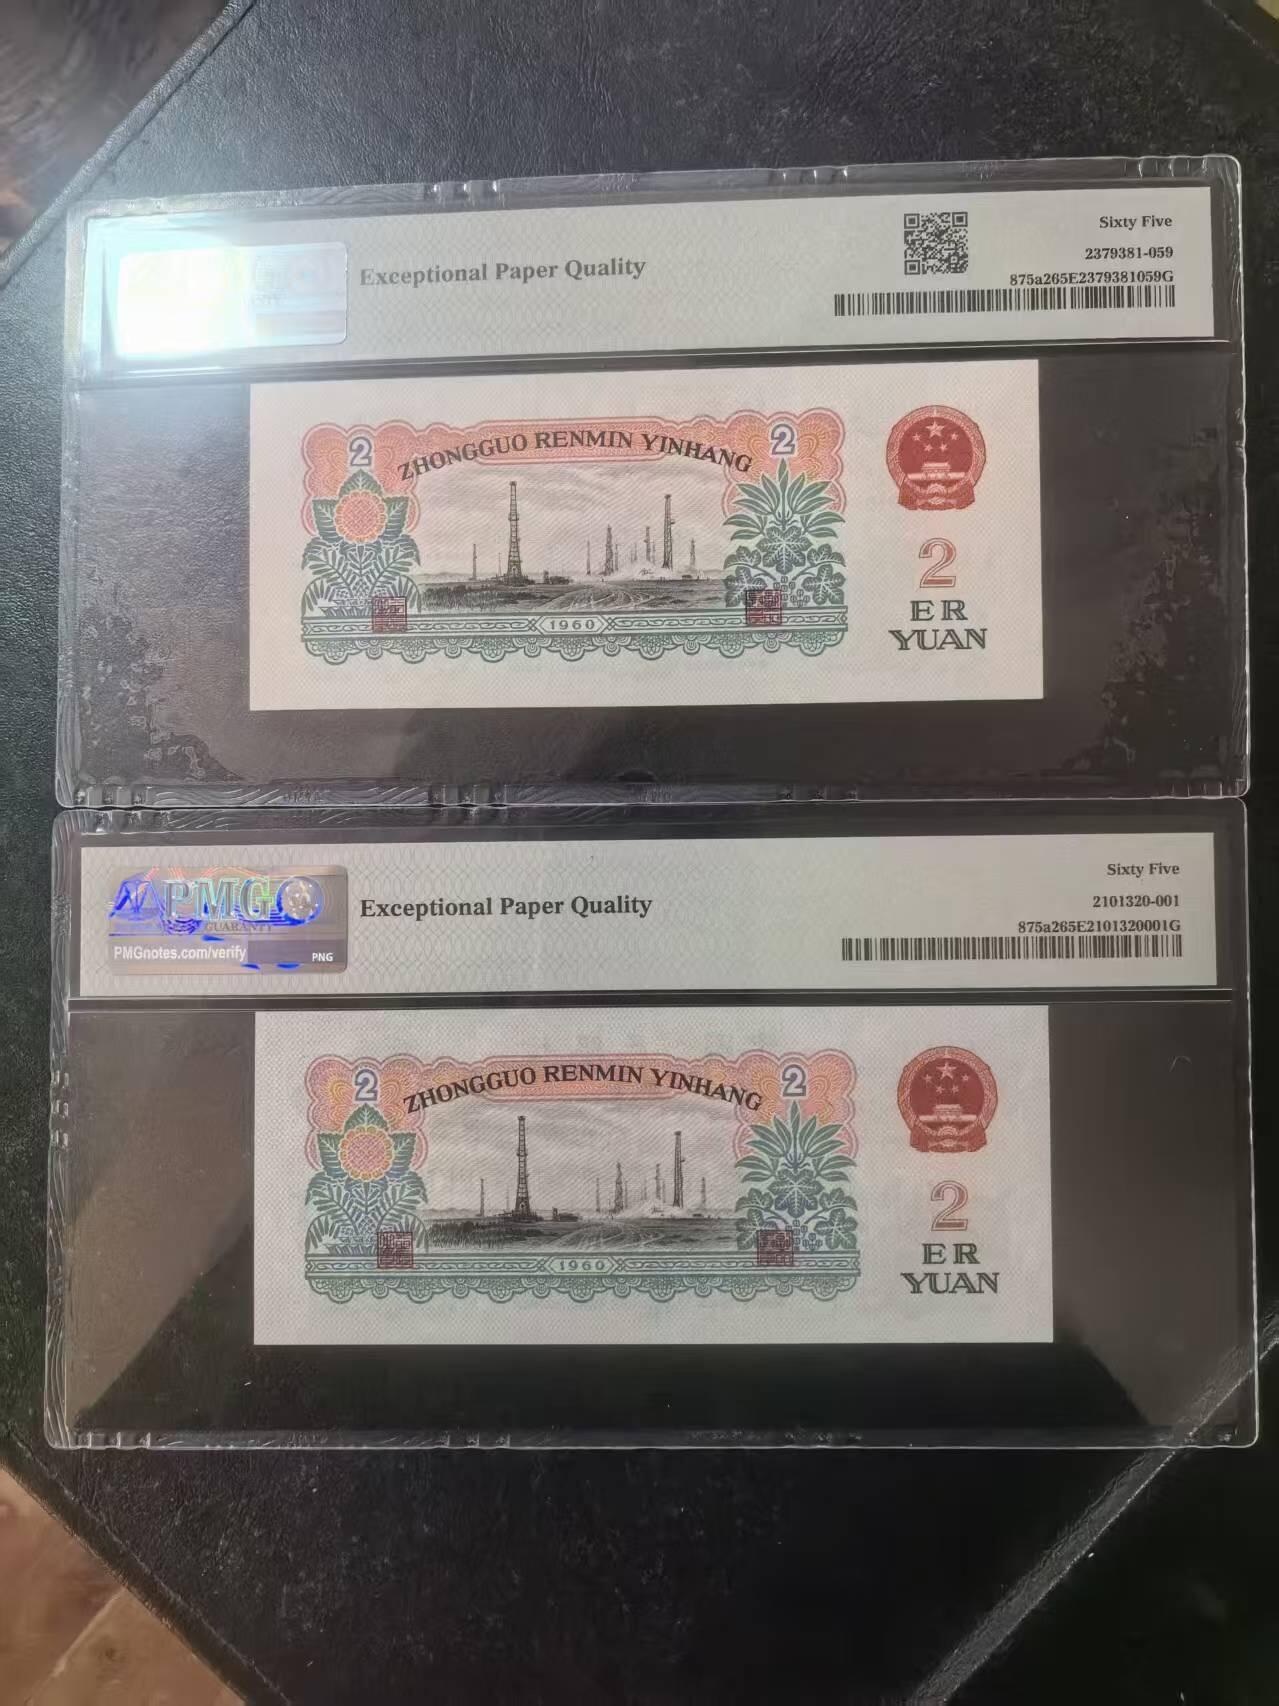 Exceptional Paper Quality
Sixty Five
2379381-059
875a265E2379381059G
2
ZHONGGUO RENMIN YINHANG
2
1960
2
ER
YUAN
PMG
GUARANTY
PMGnotes.com/verify
PNG
Exceptional Paper Quality
Sixty Five
2101320-001
875a265E2101320001G
2
ZHONGGUO RENMIN YINHANG
2
1960
2
ER
YUAN